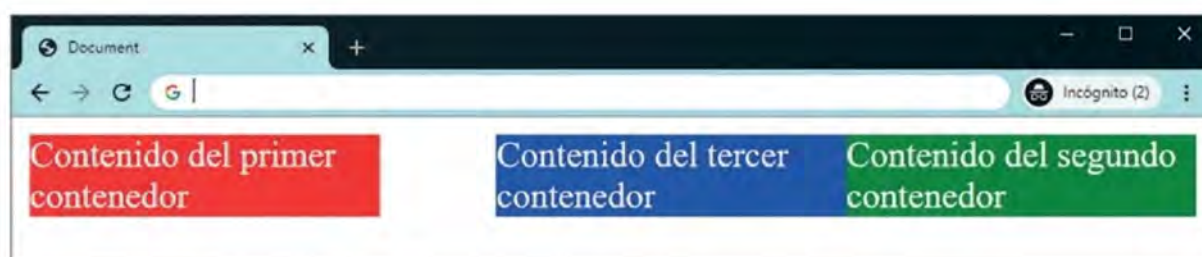 Document
Incógnito (2)
Contenido del primer
contenedor
Contenido del tercer
contenedor
Contenido del segundo
contenedor